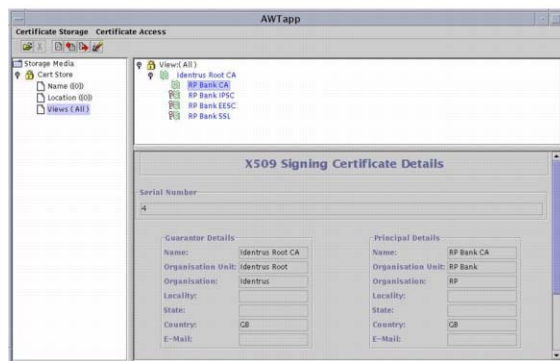 AWTapp
Certificate Storage Certificate Access
Storage Media
Cert Store
Name ([0])
Location ([0])
Views ( All )
View:( All )
Identrus Root CA
RP Bank CA
RP Bank IPSC
RP Bank EESC
RP Bank SSL
X509 Signing Certificate Details
Serial Number
4
Guarantor Details
Name: Identrus Root CA
Organisation Unit: Identrus Root
Organisation: Identrus
Locality:
State:
Country: GB
E-Mail:
Principal Details
Name: RP Bank CA
Organisation Unit: RP Bank
Organisation: RP
Locality:
State:
Country: GB
E-Mail: